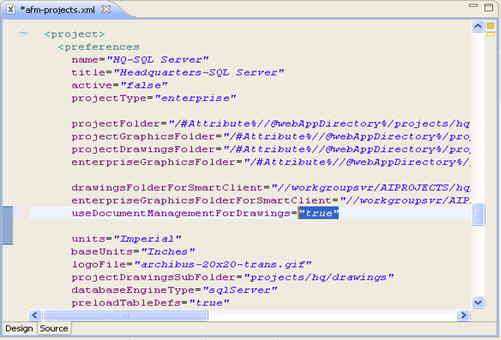 *afm-projects.xml
<project>
<preferences
name="HQ-SQL Server"
title="Headquarters-SQL Server"
active="false"
projectType="enterprise"
projectFolder="/#Attribute%//@webAppDirectory%/projects/hq
projectGraphicsFolder="/#Attribute%//@webAppDirectory%/p
projectDrawingsFolder="/#Attribute%//@webAppDirectory%/p
enterpriseGraphicsFolder="/#Attribute%//@webAppDirectory
drawingsFolderForSmartClient="//workgroupsvr/AIPROJECTS/hq
enterpriseGraphicsFolderForSmartClient="//workgroupsvr/AIP
useDocumentManagementForDrawings="true"
units="Imperial"
baseUnits="Inches"
logoFile="archibus-20x20-trans.gif"
projectDrawingsSubFolder="projects/hq/drawings"
databaseEngineType="sqlServer"
preloadTableDefs="true"
Design Source